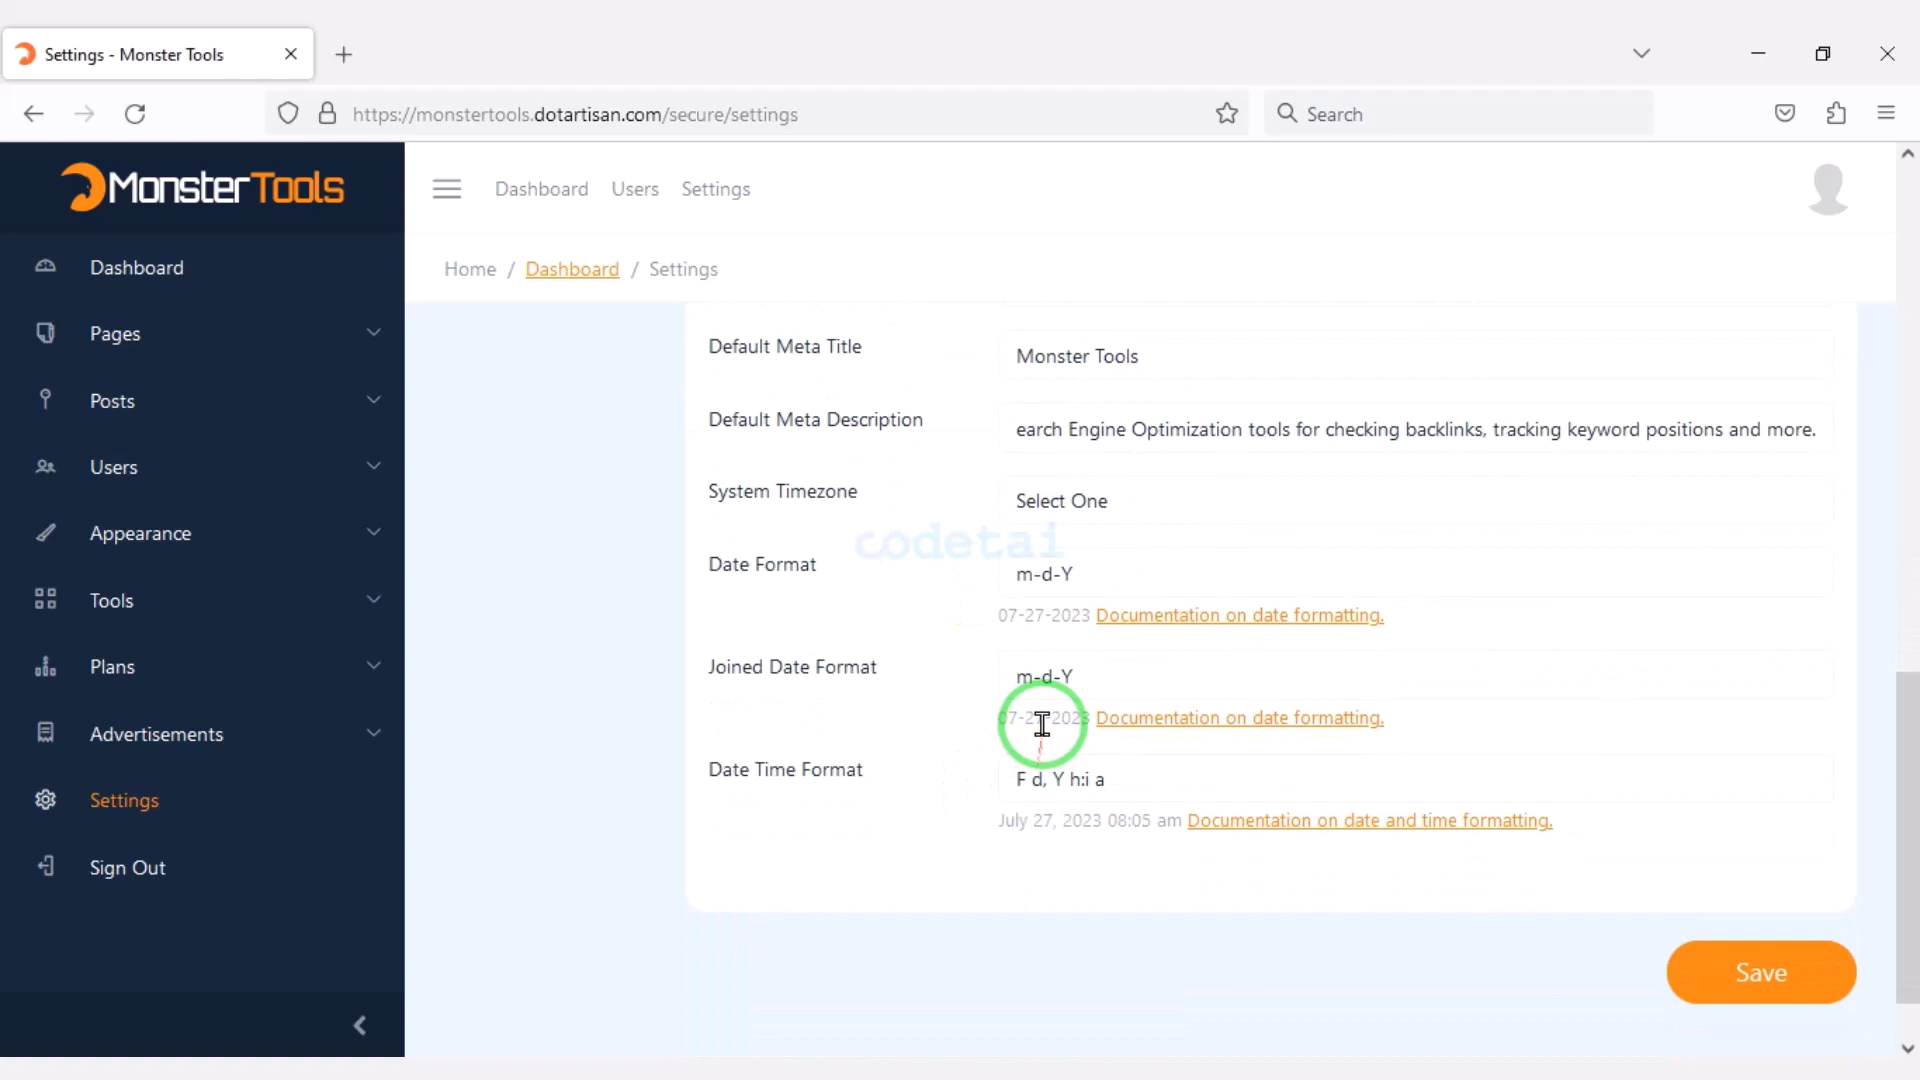 Settings - Monster Tools
https://monstertools.dotartisan.com/secure/settings
Search
MonsterTools
Dashboard
Users
Settings
Home / Dashboard / Settings
Dashboard
Pages
Posts
Users
Appearance
Tools
Plans
Advertisements
Settings
Sign Out
Default Meta Title
Monster Tools
Default Meta Description
earch Engine Optimization tools for checking backlinks, tracking keyword positions and more.
System Timezone
Select One
codetai
Date Format
m-d-Y
07-27-2023 Documentation on date formatting.
Joined Date Format
m-d-Y
07-27-2023 Documentation on date formatting.
Date Time Format
F d, Y h:i a
July 27, 2023 08:05 am Documentation on date and time formatting.
Save